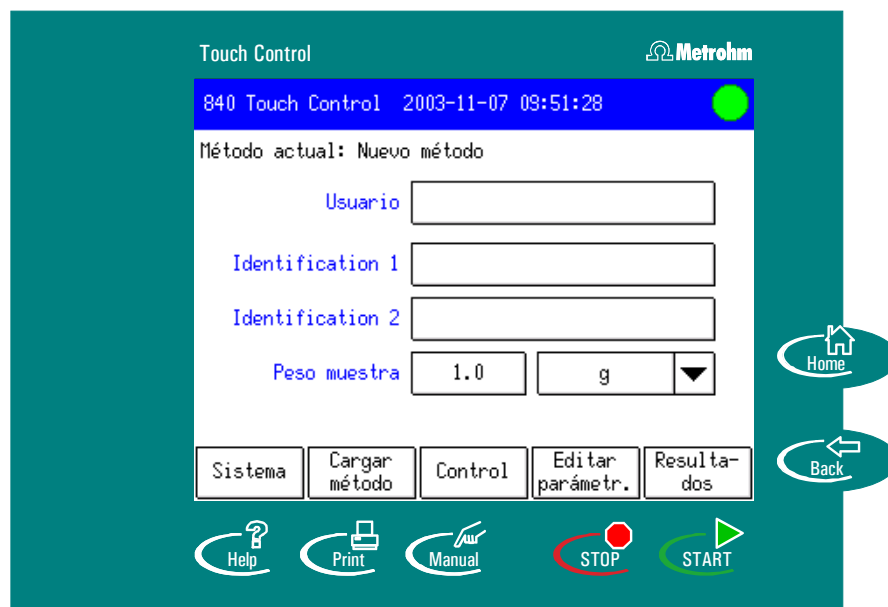 Touch Control
Metrohm
840 Touch Control 2003-11-07 09:51:28
Método actual: Nuevo método
Usuario
Identification 1
Identification 2
Peso muestra 1.0 g
Home
Sistema
Cargar
método
Control
Editar
parámetr.
Resulta-
dos
Back
Help
Print
Manual
STOP
START